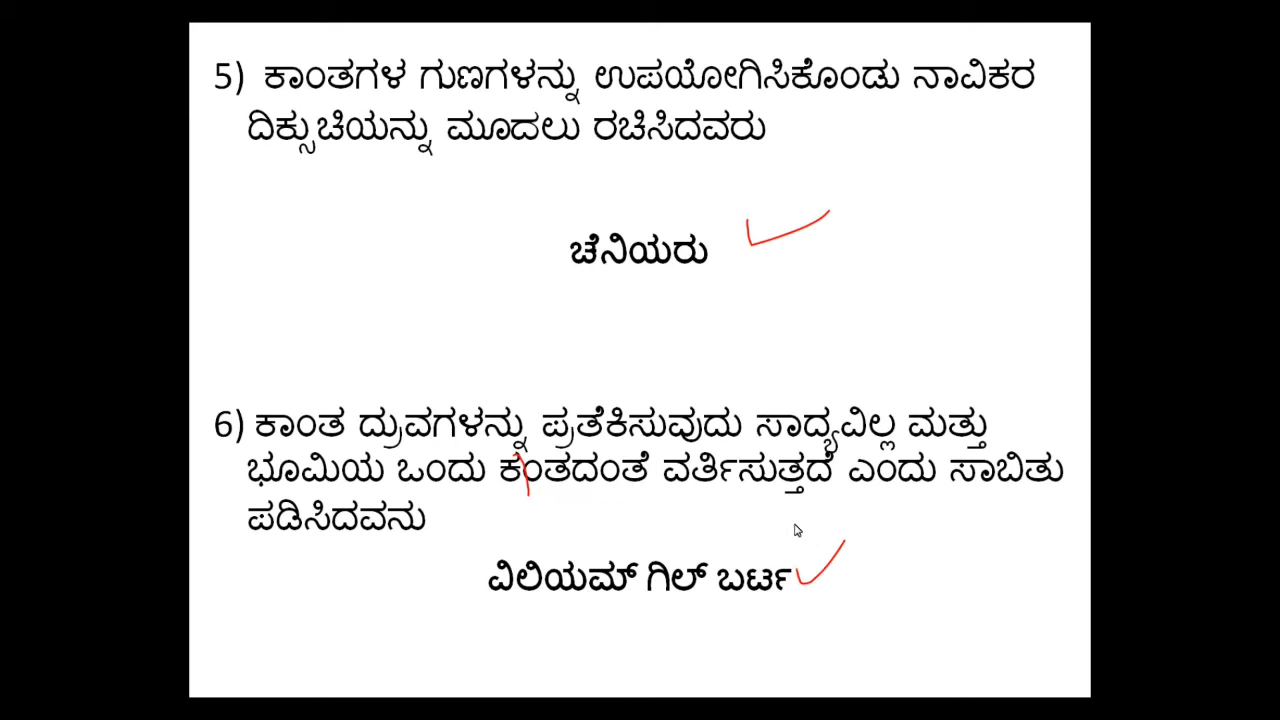 5) ಕಾಂತಗಳ ಗುಣಗಳನ್ನು ಉಪಯೋಗಿಸಿಕೊಂಡು ನಾವಿಕರ
ದಿಕ್ಸುಚಿಯನ್ನು ಮೂದಲು ರಚಿಸಿದವರು
ಚೆನಿಯರು
6) ಕಾಂತ ದ್ರುವಗಳನ್ನು ಪ್ರತೆಕಿಸುವುದು ಸಾದ್ಯವಿಲ್ಲ ಮತ್ತು
ಭೂಮಿಯ ಒಂದು ಕಂತದಂತೆ ವರ್ತಿಸುತ್ತದೆ ಎಂದು ಸಾಬಿತು
ಪಡಿಸಿದವನು
ವಿಲಿಯಮ್ ಗಿಲ್ ಬರ್ಟ